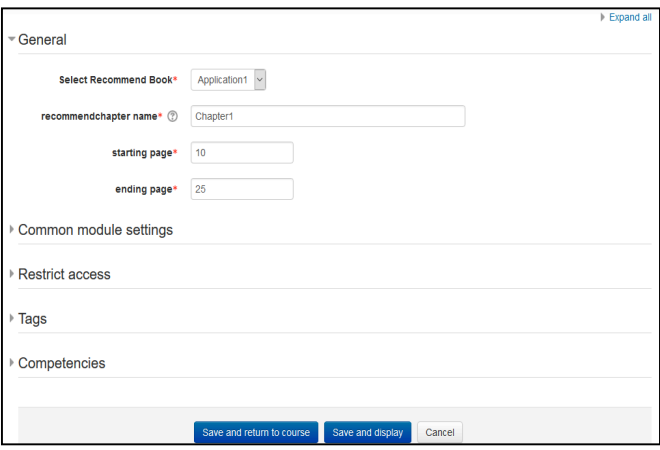 Expand all
General
Select Recommend Book* Application1
recommendchapter name* Chapter1
starting page* 10
ending page* 25
Common module settings
Restrict access
Tags
Competencies
Save and return to course Save and display Cancel